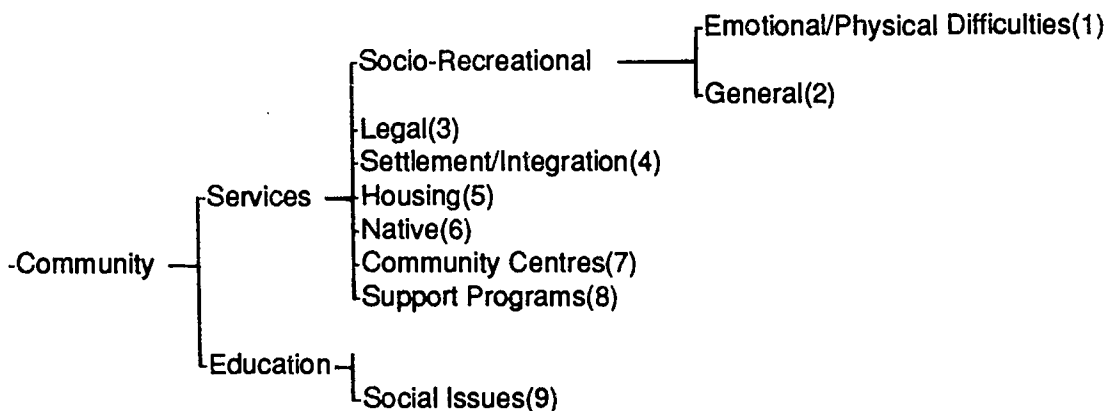 Emotional/Physical Difficulties(1)
Socio-Recreational
General(2)
Legal(3)
Settlement/Integration(4)
Services
Housing(5)
Native(6)
-Community
Community Centres(7)
Support Programs(8)
Education
Social Issues(9)